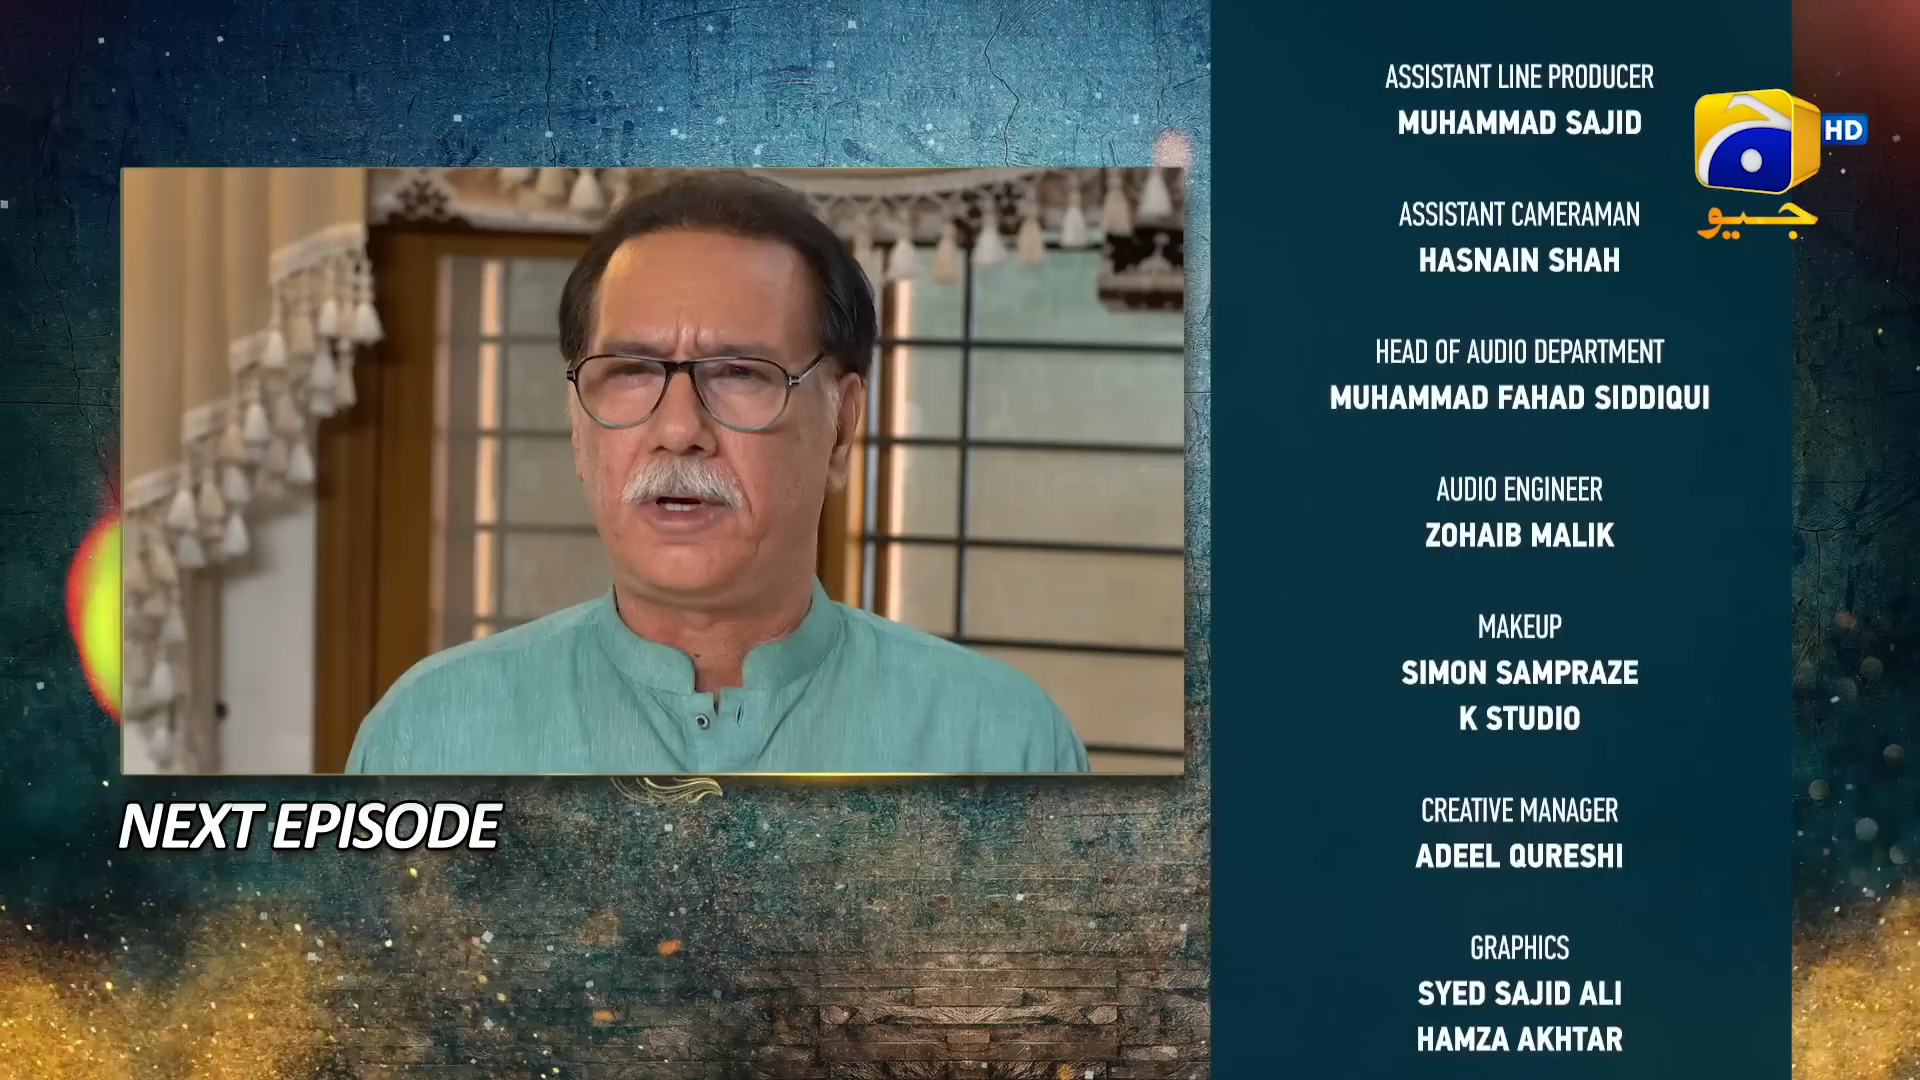 ASSISTANT LINE PRODUCER
MUHAMMAD SAJID
HD
جیو
ASSISTANT CAMERAMAN
HASNAIN SHAH
HEAD OF AUDIO DEPARTMENT
MUHAMMAD FAHAD SIDDIQUI
AUDIO ENGINEER
ZOHAIB MALIK
MAKEUP
SIMON SAMPRAZE
K STUDIO
NEXT EPISODE
CREATIVE MANAGER
ADEEL QURESHI
GRAPHICS
SYED SAJID ALI
HAMZA AKHTAR